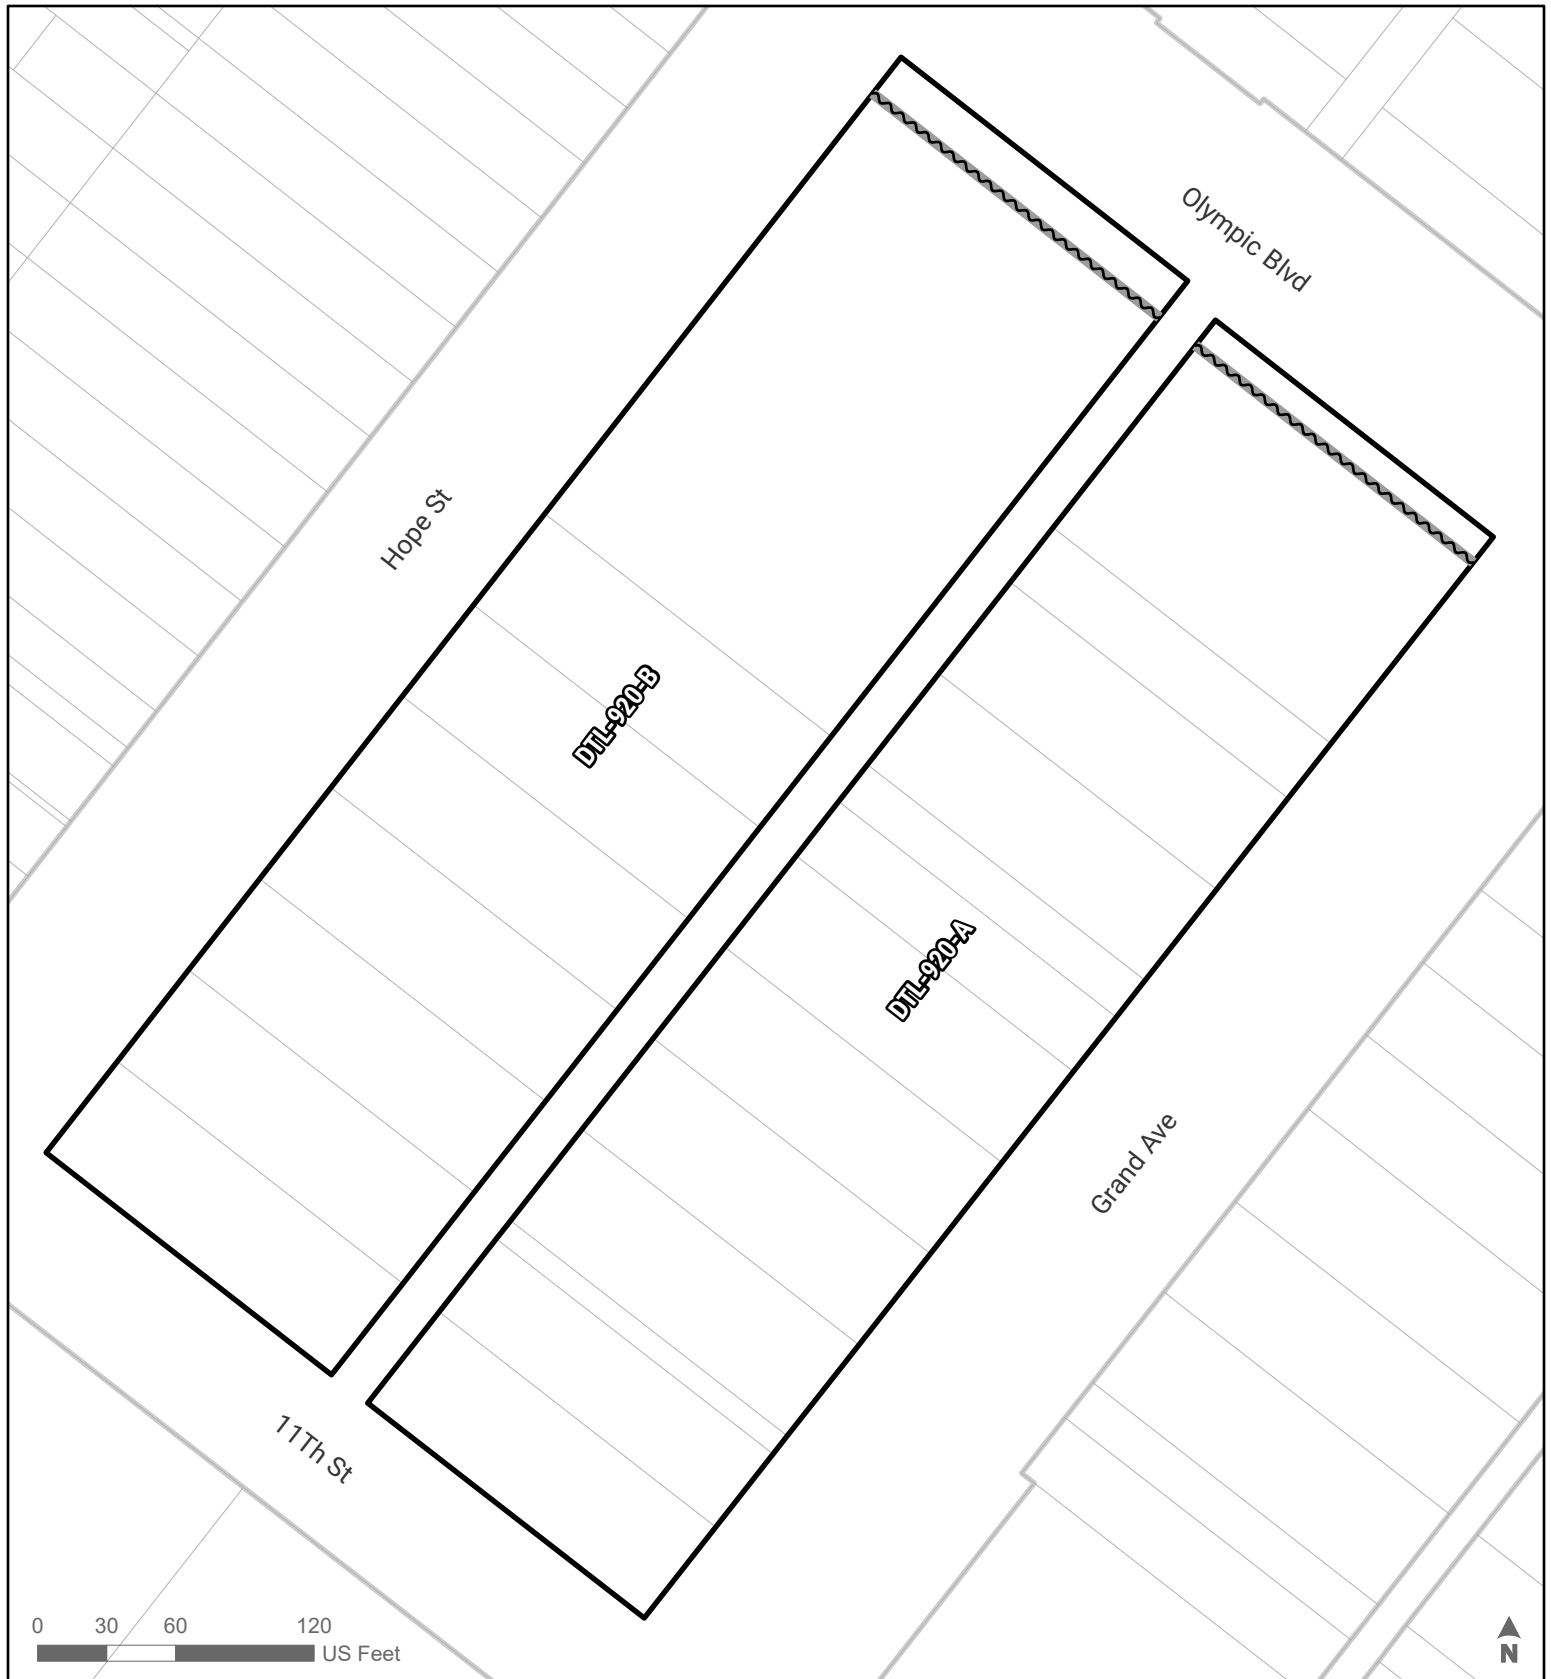 Olympic Blvd
Hope St
DTL-920-B
DTL-920-A
Grand Ave
11Th St
0 30 60 120
US Feet
N